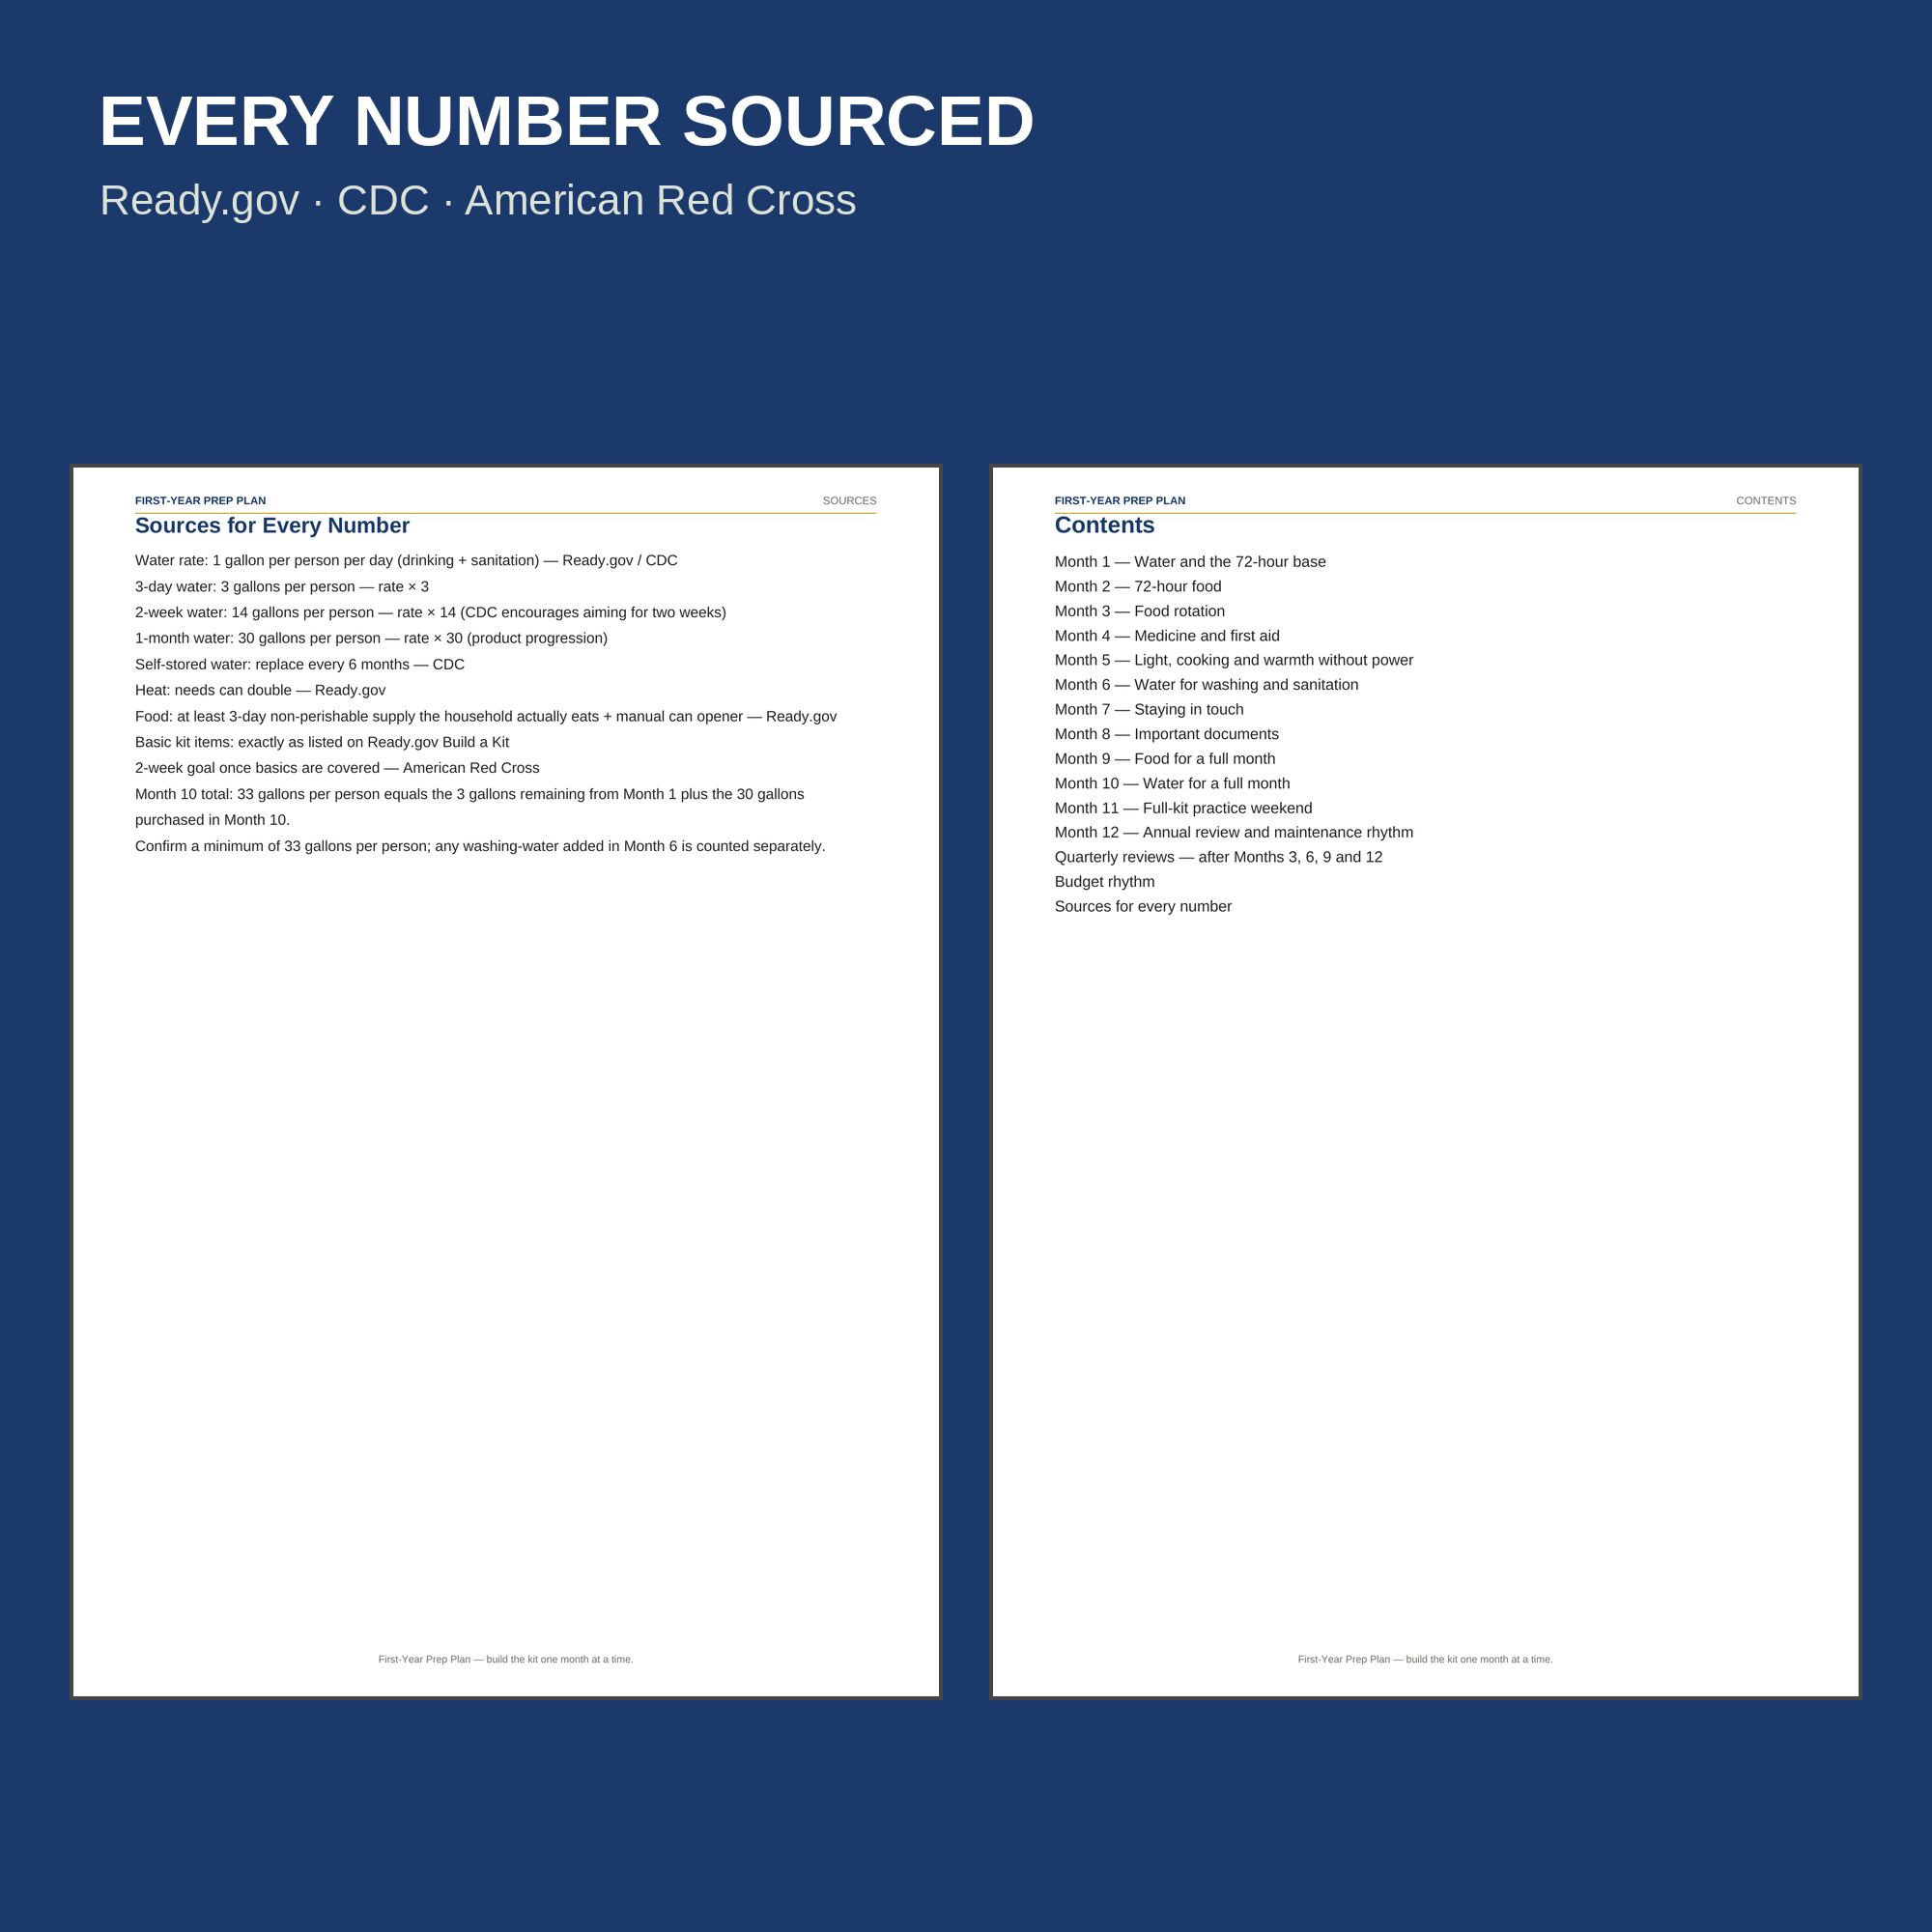 EVERY NUMBER SOURCED
Ready.gov · CDC · American Red Cross
FIRST-YEAR PREP PLAN
SOURCES
Sources for Every Number
Water rate: 1 gallon per person per day (drinking + sanitation) — Ready.gov / CDC
3-day water: 3 gallons per person — rate × 3
2-week water: 14 gallons per person — rate × 14 (CDC encourages aiming for two weeks)
1-month water: 30 gallons per person — rate × 30 (product progression)
Self-stored water: replace every 6 months — CDC
Heat: needs can double — Ready.gov
Food: at least 3-day non-perishable supply the household actually eats + manual can opener — Ready.gov
Basic kit items: exactly as listed on Ready.gov Build a Kit
2-week goal once basics are covered — American Red Cross
Month 10 total: 33 gallons per person equals the 3 gallons remaining from Month 1 plus the 30 gallons
purchased in Month 10.
Confirm a minimum of 33 gallons per person; any washing-water added in Month 6 is counted separately.
First-Year Prep Plan — build the kit one month at a time.
FIRST-YEAR PREP PLAN
CONTENTS
Contents
Month 1 — Water and the 72-hour base
Month 2 — 72-hour food
Month 3 — Food rotation
Month 4 — Medicine and first aid
Month 5 — Light, cooking and warmth without power
Month 6 — Water for washing and sanitation
Month 7 — Staying in touch
Month 8 — Important documents
Month 9 — Food for a full month
Month 10 — Water for a full month
Month 11 — Full-kit practice weekend
Month 12 — Annual review and maintenance rhythm
Quarterly reviews — after Months 3, 6, 9 and 12
Budget rhythm
Sources for every number
First-Year Prep Plan — build the kit one month at a time.